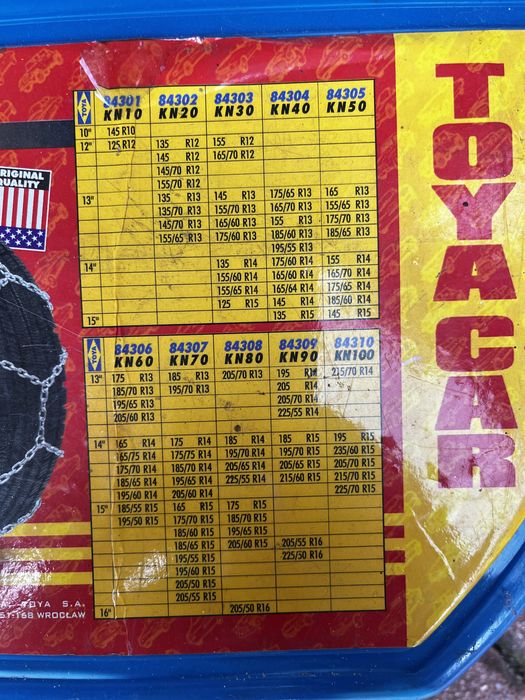 TOYACAR
TOYA 84301 84302 84303 84304 84305
KN10 KN20 KN30 KN40 KN50
10" 145 R10
12" 125 R12 135 R12 155 R12
145 R12 165/70 R12
145/70 R12
155/70 R12
13" 135 R13 145 R13 175/65 R13 165 R13
135/70 R13 155/70 R13 165/70 R13 155/65 R13
145/70 R13 165/65 R13 155 R13 175/70 R13
155/65 R13 175/60 R13 185/60 R13 185/65 R13
195/55 R13
14" 135 R14 175/60 R14 155 R14
155/60 R14 165/60 R14 165/70 R14
155/65 R14 165/64 R14 175/65 R14
125 R15 145 R14 185/60 R14
15" 135 R15 145 R15
RIGINAL
UALITY
TOYA 84306 84307 84308 84309 84310
KN60 KN70 KN80 KN90 KN100
13" 175 R13 185 R13 205/70 R13 195 R14 215/70 R14
185/70 R13 195/70 R13 205 R14
195/65 R13 205/70 R14
205/60 R13 225/55 R14
14" 165 R14 175 R14 185 R14 185 R15 195 R15
165/75 R14 175/75 R14 195/70 R14 195/70 R15 235/60 R15
175/70 R14 185/70 R14 205/65 R14 205/65 R15 205/70 R15
185/65 R14 195/65 R14 225/55 R14 215/60 R15 215/70 R15
195/60 R14 205/60 R14 225/70 R15
15" 185/55 R15 165 R15 175 R15
195/50 R15 175/70 R15 185/70 R15
185/60 R15 195/65 R15
185/65 R15 205/60 R15 205/55 R16
195/55 R15 225/50 R16
195/60 R15
205/50 R15
205/55 R15
16" 205/50 R16
TOYA S.A.
51-168 WROCŁAW